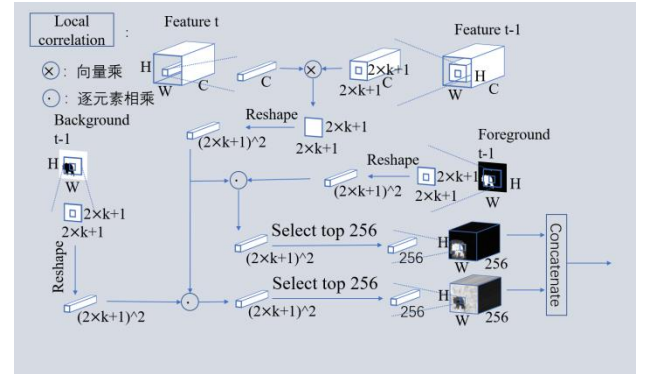 Local
correlation
:
Feature t
Feature t-1
H
W
C
C
2×k+1
2×k+1
C
H
W
C
⊗: 向量乘
⊙: 逐元素相乘
Reshape
2×k+1
2×k+1
(2×k+1)^2
Background
t-1
H
W
2×k+1
2×k+1
Foreground
t-1
H
W
2×k+1
2×k+1
Reshape
(2×k+1)^2
Reshape
(2×k+1)^2
(2×k+1)^2
Select top 256
256
H
W
256
(2×k+1)^2
Select top 256
256
H
W
256
Concatenate